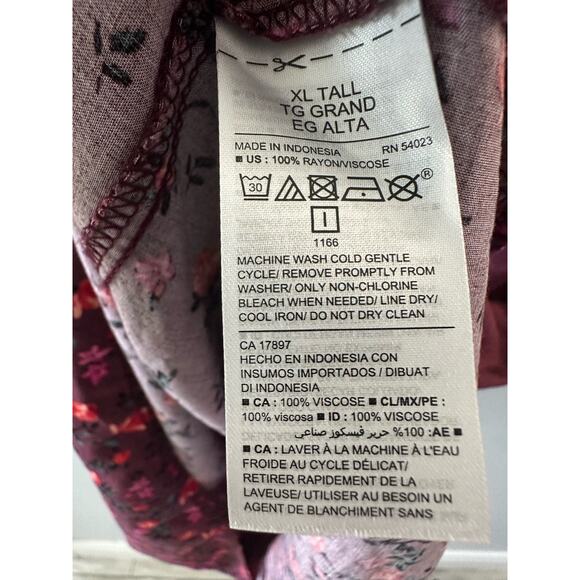 XL TALL
TG GRAND
EG ALTA
MADE IN INDONESIA RN 54023
■ US : 100% RAYON/VISCOSE
30 ®
I
1166
MACHINE WASH COLD GENTLE
CYCLE/ REMOVE PROMPTLY FROM
WASHER/ ONLY NON-CHLORINE
BLEACH WHEN NEEDED/ LINE DRY/
COOL IRON/ DO NOT DRY CLEAN
CA 17897
HECHO EN INDONESIA CON
INSUMOS IMPORTADOS / DIBUAT
DI INDONESIA
■ CA : 100% VISCOSE ■ CL/MX/PE :
100% viscosa ■ ID : 100% VISCOSE
■ AE: 100% حرير ڤيسكوز صناعي
■ CA : LAVER À LA MACHINE À L'EAU
FROIDE AU CYCLE DÉLICAT/
RETIRER RAPIDEMENT DE LA
LAVEUSE/ UTILISER AU BESOIN UN
AGENT DE BLANCHIMENT SANS